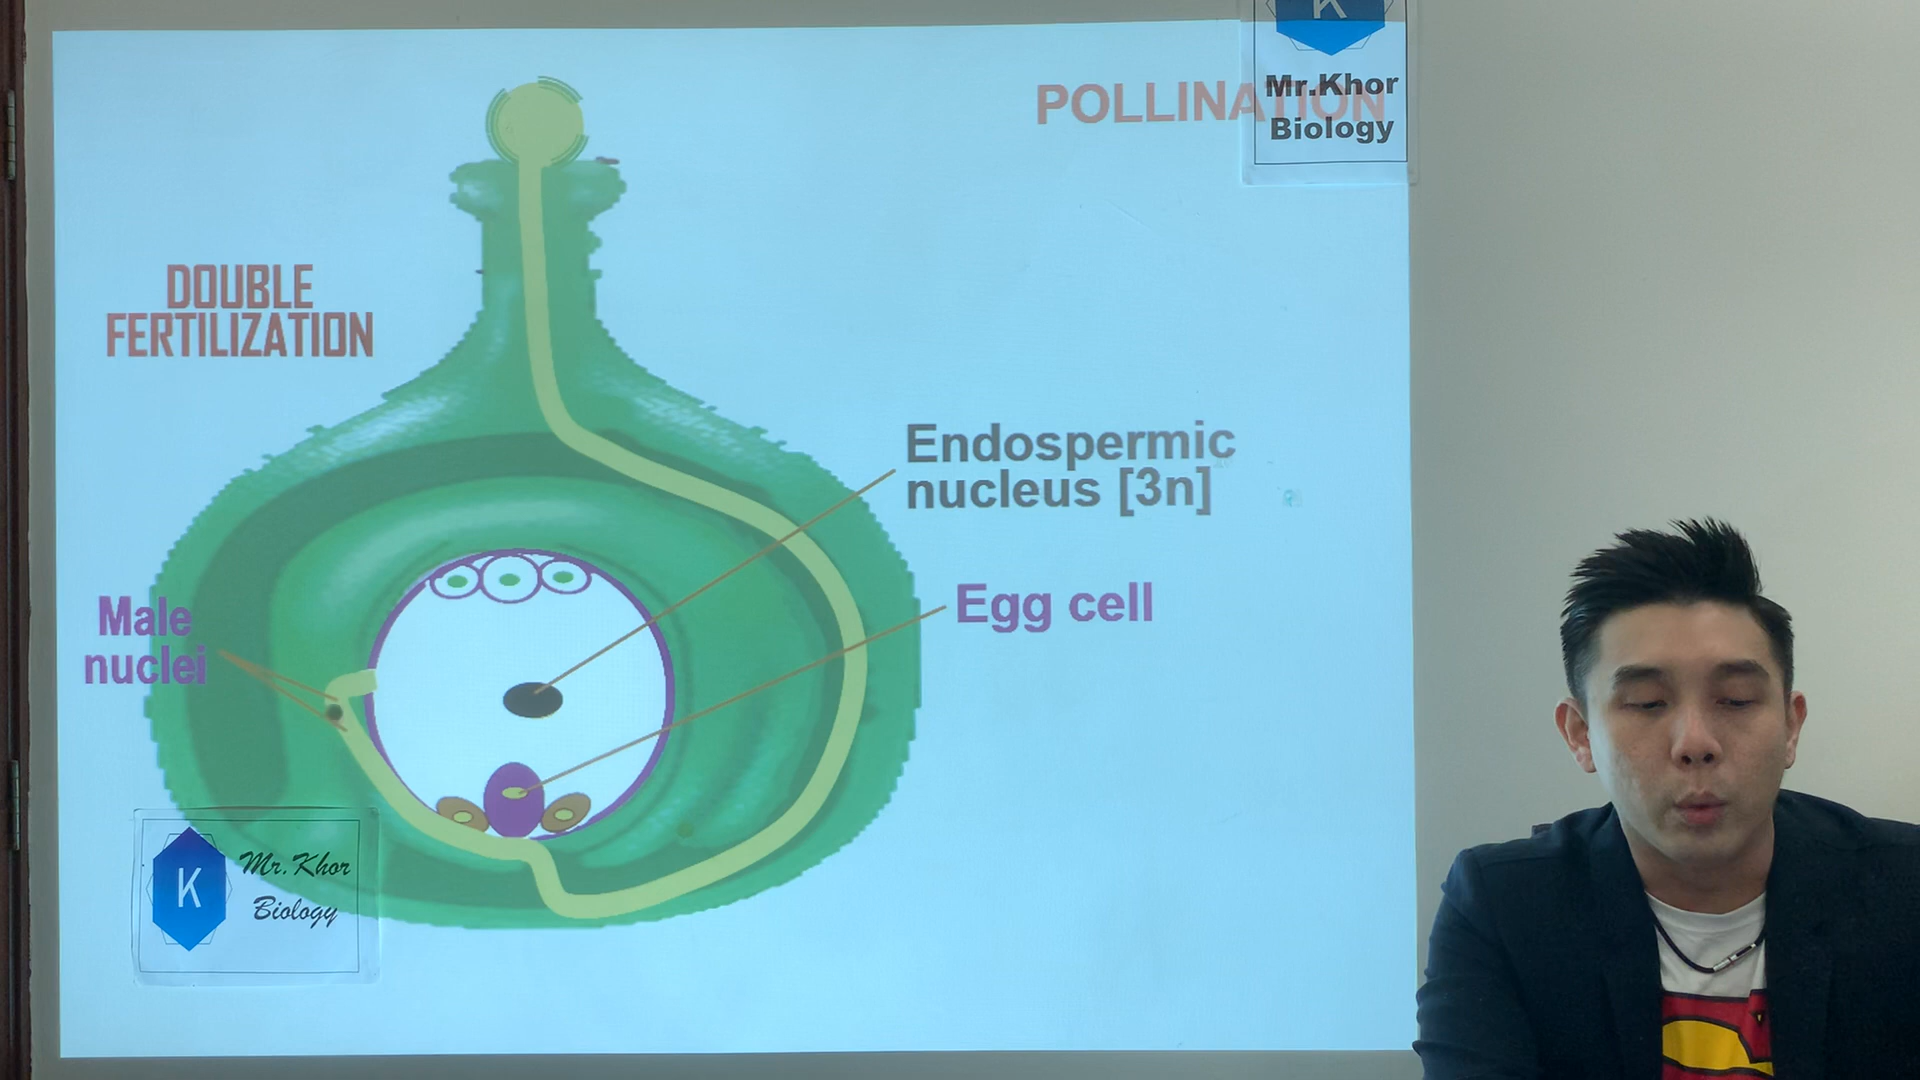 POLLINATION
K
Mr.Khor
Biology
DOUBLE
FERTILIZATION
Endospermic
nucleus [3n]
Egg cell
Male
nuclei
K
Mr.Khor
Biology